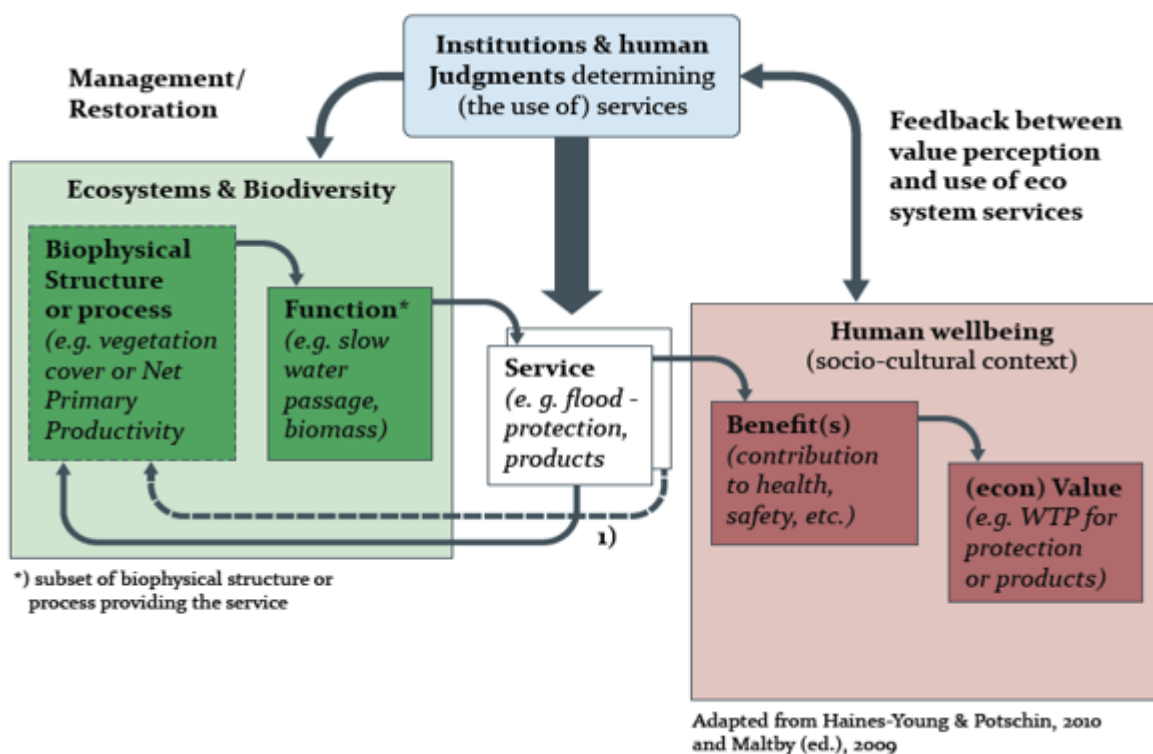 Institutions & human
Judgments determining
(the use of) services
Management/
Restoration
Feedback between
value perception
and use of eco
system services
Ecosystems & Biodiversity
Biophysical
Structure
or process
(e.g. vegetation
cover or Net
Primary
Productivity
Function*
(e.g. slow
water
passage,
biomass)
Service
(e. g. flood -
protection,
products
Human wellbeing
(socio-cultural context)
Benefit(s)
(contribution
to health,
safety, etc.)
(econ) Value
(e.g. WTP for
protection
or products)
1)
*) subset of biophysical structure or
process providing the service
Adapted from Haines-Young & Potschin, 2010
and Maltby (ed.), 2009